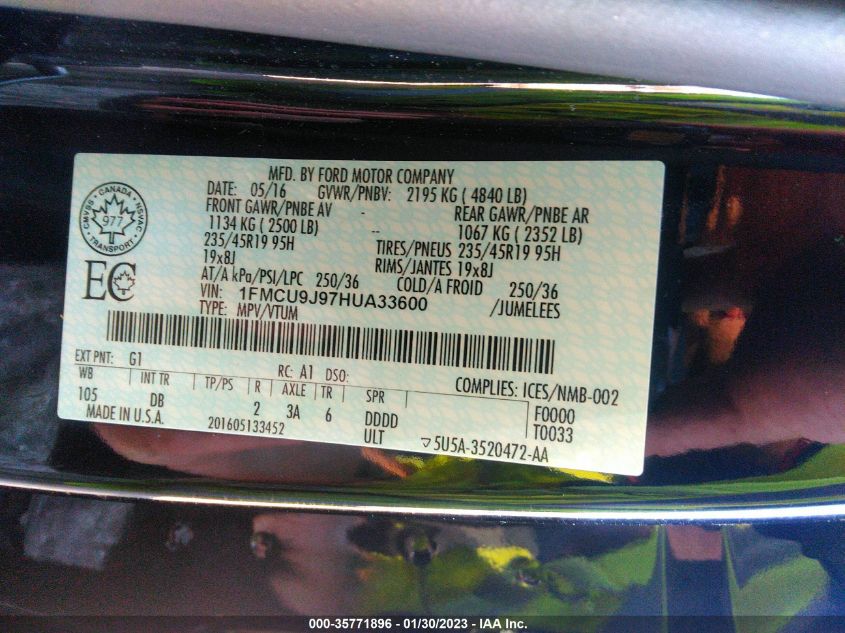 MFD. BY FORD MOTOR COMPANY
DATE: 05/16 GVWR/PNBV: 2195 KG ( 4840 LB)
FRONT GAWR/PNBE AV REAR GAWR/PNBE AR
1134 KG ( 2500 LB) -- 1067 KG ( 2352 LB)
235/45R19 95H TIRES/PNEUS 235/45R19 95H
19x8J RIMS/JANTES 19x8J
AT/A kPa/PSI/LPC 250/36 COLD/A FROID 250/36
VIN: 1FMCU9J97HUA33600 /JUMELEES
TYPE: MPV/VTUM
CANADA
CMVSS NSVAC
977
TRANSPORT
EC
EXT PNT: G1 RC: A1 DSO: COMPLIES: ICES/NMB-002
WB INT TR TP/PS R AXLE TR SPR F0000
105 DB 2 3A 6 DDDD T0033
MADE IN U.S.A. 201605133452 ULT 5U5A-3520472-AA
000-35771896 - 01/30/2023 - IAA Inc.